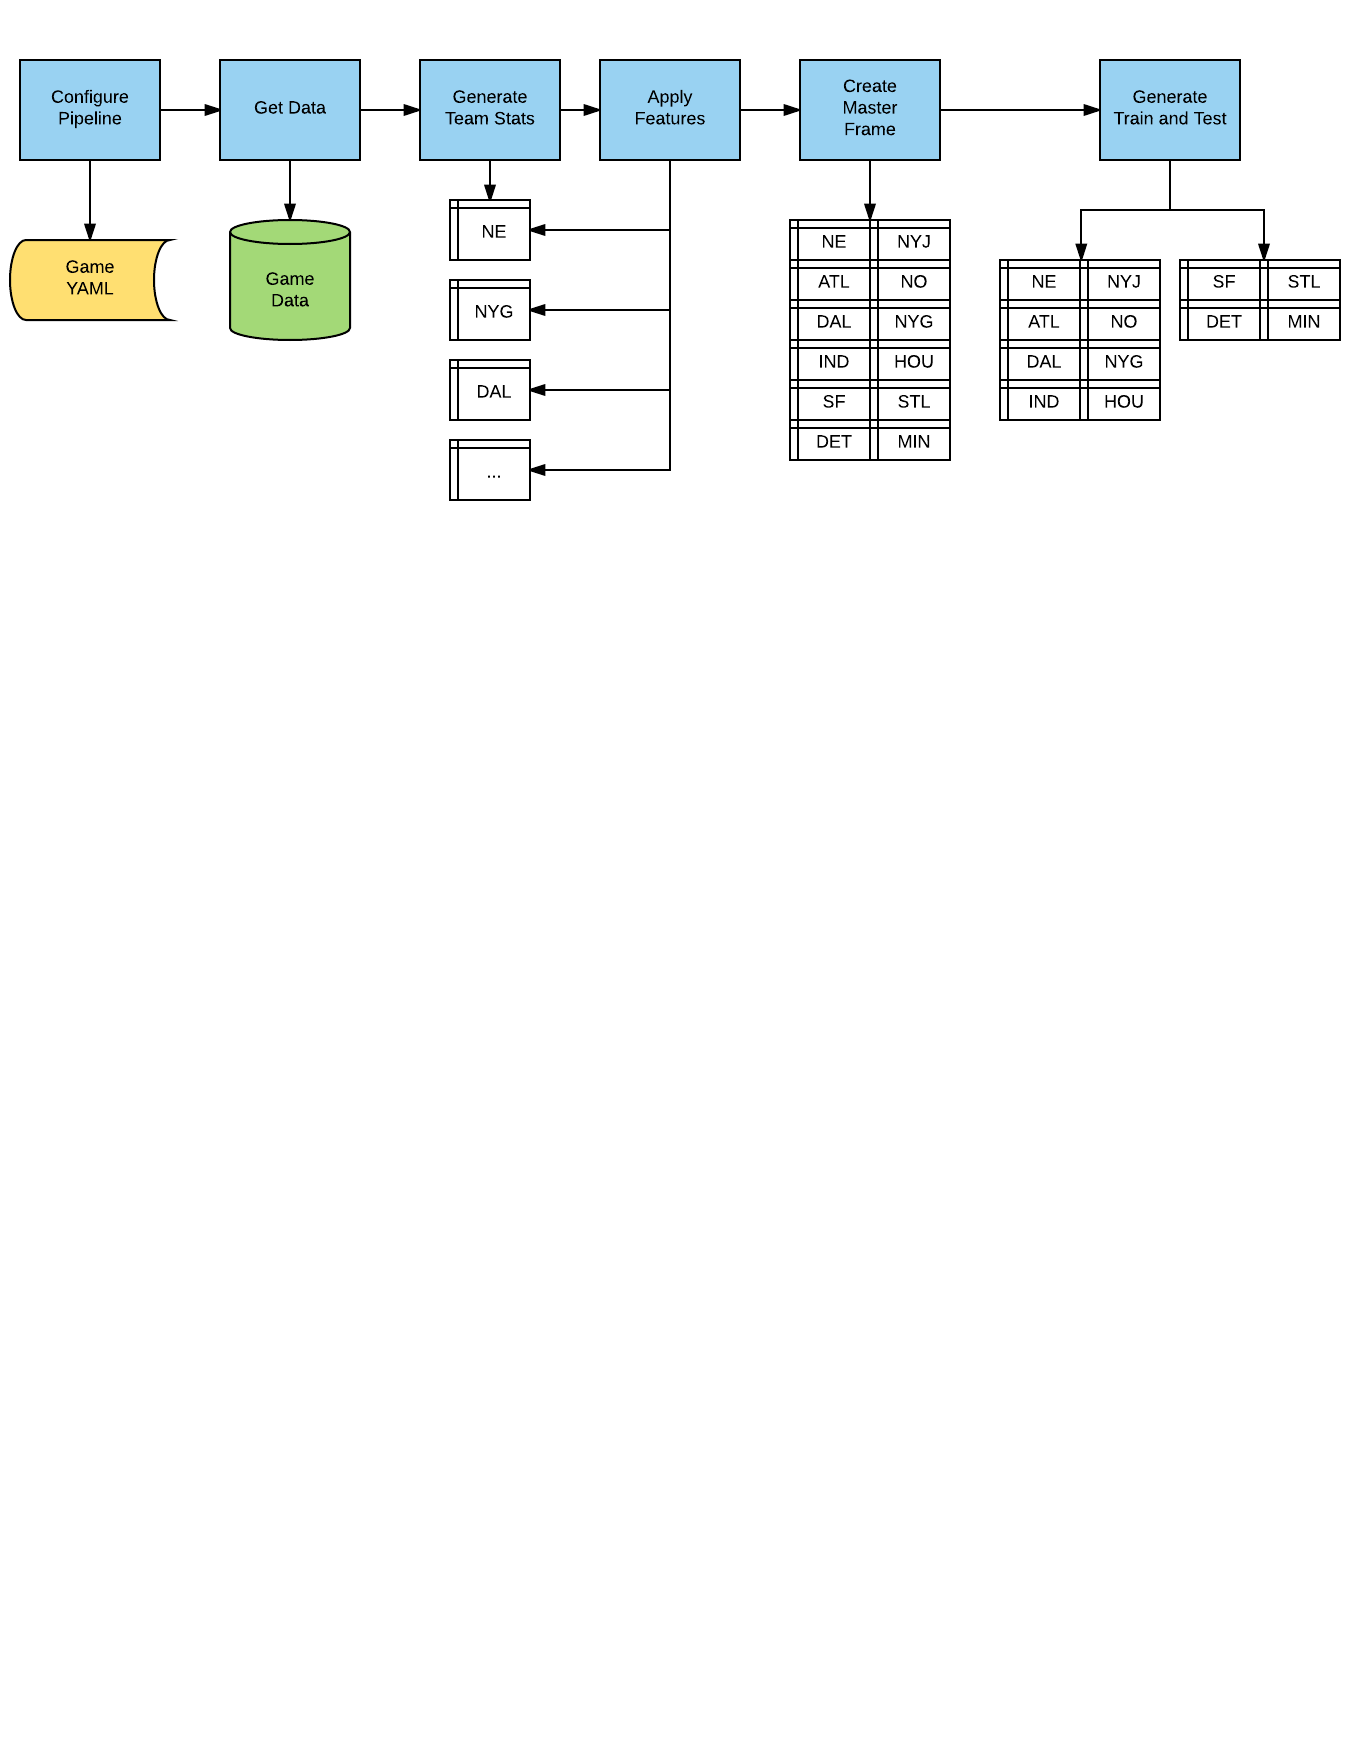 Configure
Pipeline
Get Data
Generate
Team Stats
Apply
Features
Create
Master
Frame
Generate
Train and Test
Game
YAML
Game
Data
NE
NYG
DAL
...
NE NYJ
ATL NO
DAL NYG
IND HOU
SF STL
DET MIN
NE NYJ
ATL NO
DAL NYG
IND HOU
SF STL
DET MIN